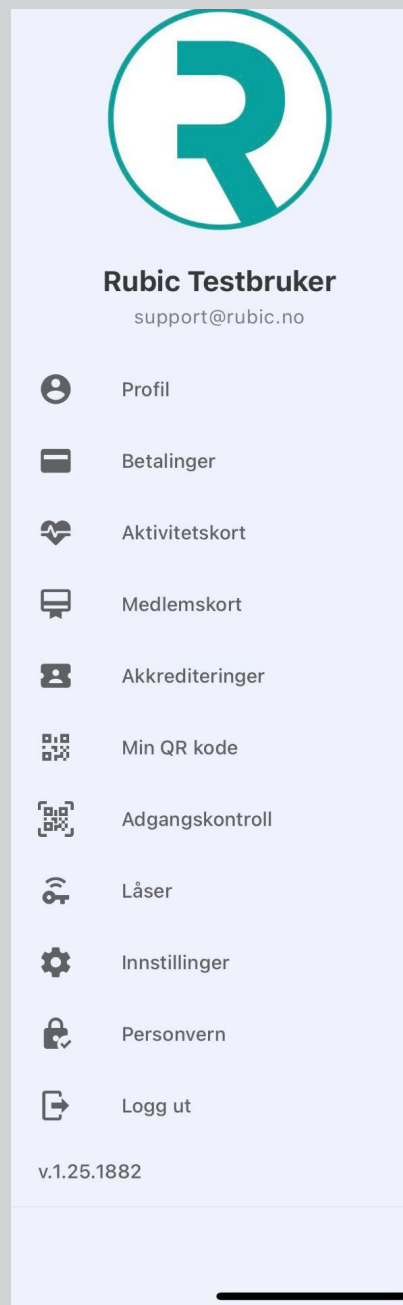 R
Rubic Testbruker
support@rubic.no
Profil
Betalinger
Aktivitetskort
Medlemskort
Akkrediteringer
Min QR kode
Adgangskontroll
Låser
Innstillinger
Personvern
Logg ut
v.1.25.1882